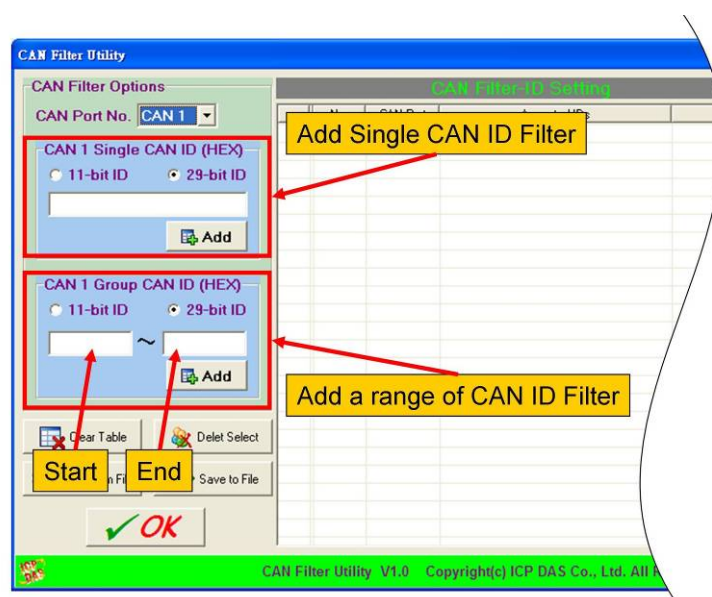 CAN Filter Utility
CAN Filter Options
CAN Port No. CAN 1
CAN 1 Single CAN ID (HEX)
11-bit ID 29-bit ID
Add
CAN 1 Group CAN ID (HEX)
11-bit ID 29-bit ID
~
Add
Clear Table Delet Select
Start End
Save to File
OK
CAN Filter-ID Setting
Add Single CAN ID Filter
Add a range of CAN ID Filter
ICP DAS
CAN Filter Utility V1.0 Copyright(c) ICP DAS Co., Ltd. All